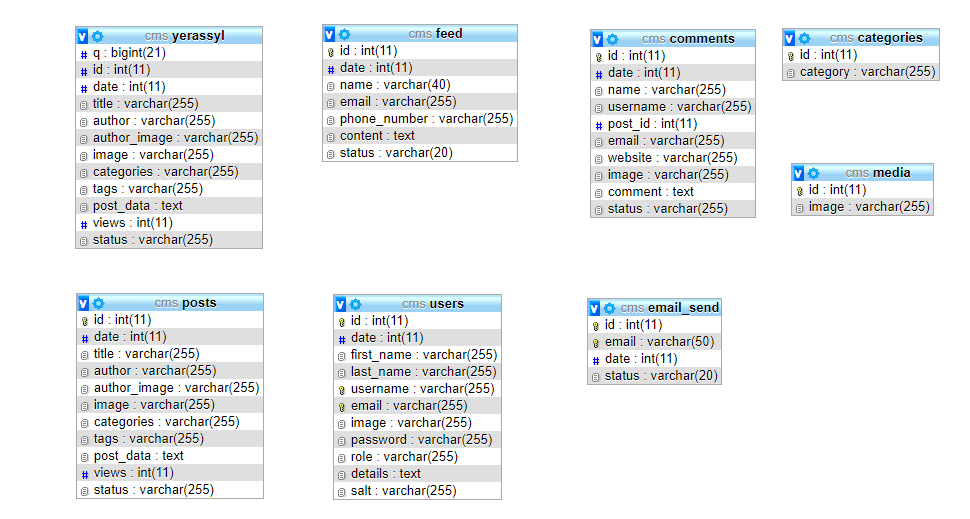 cms yerassyl
q : bigint(21)
id : int(11)
date : int(11)
title : varchar(255)
author : varchar(255)
author_image : varchar(255)
image : varchar(255)
categories : varchar(255)
tags : varchar(255)
post_data : text
views : int(11)
status : varchar(255)
cms feed
id : int(11)
date : int(11)
name : varchar(40)
email : varchar(255)
phone_number : varchar(255)
content : text
status : varchar(20)
cms comments
id : int(11)
date : int(11)
name : varchar(255)
username : varchar(255)
post_id : int(11)
email : varchar(255)
website : varchar(255)
image : varchar(255)
comment : text
status : varchar(255)
cms categories
id : int(11)
category : varchar(255)
cms media
id : int(11)
image : varchar(255)
cms posts
id : int(11)
date : int(11)
title : varchar(255)
author : varchar(255)
author_image : varchar(255)
image : varchar(255)
categories : varchar(255)
tags : varchar(255)
post_data : text
views : int(11)
status : varchar(255)
cms users
id : int(11)
date : int(11)
first_name : varchar(255)
last_name : varchar(255)
username : varchar(255)
email : varchar(255)
image : varchar(255)
password : varchar(255)
role : varchar(255)
details : text
salt : varchar(255)
cms email_send
id : int(11)
email : varchar(50)
date : int(11)
status : varchar(20)